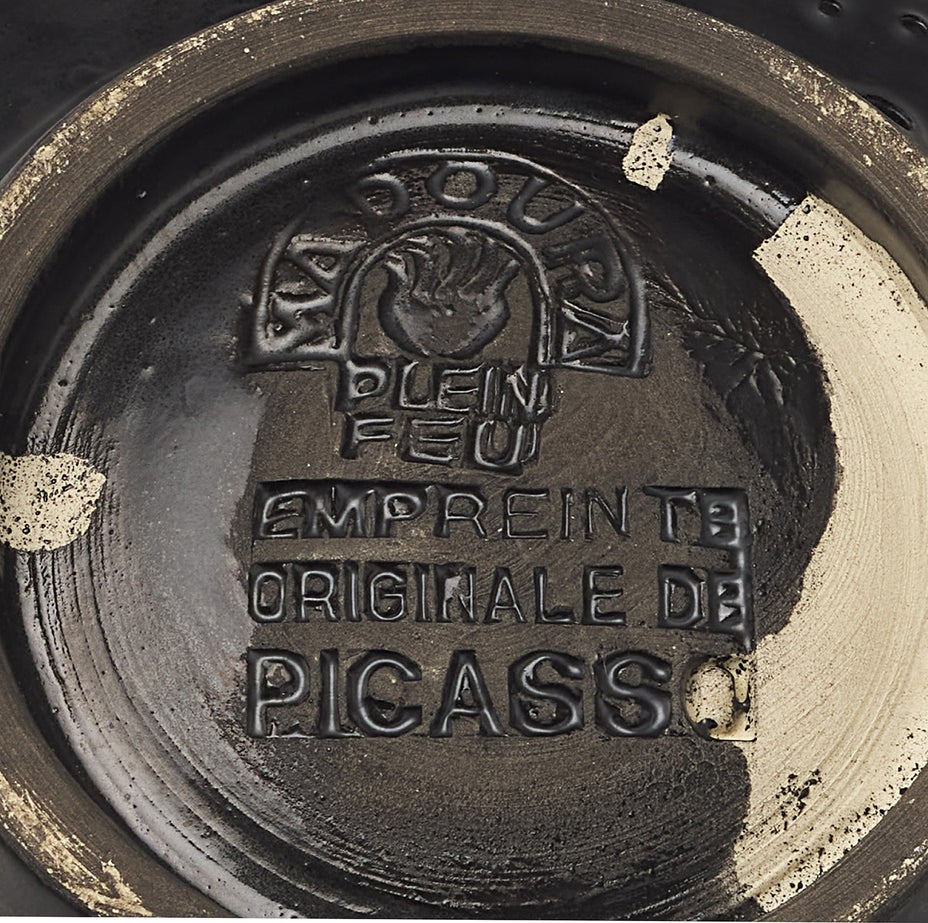 MADOURA
PLEIN
FEU
EMPREINTE
ORIGINALE DE
PICASSO